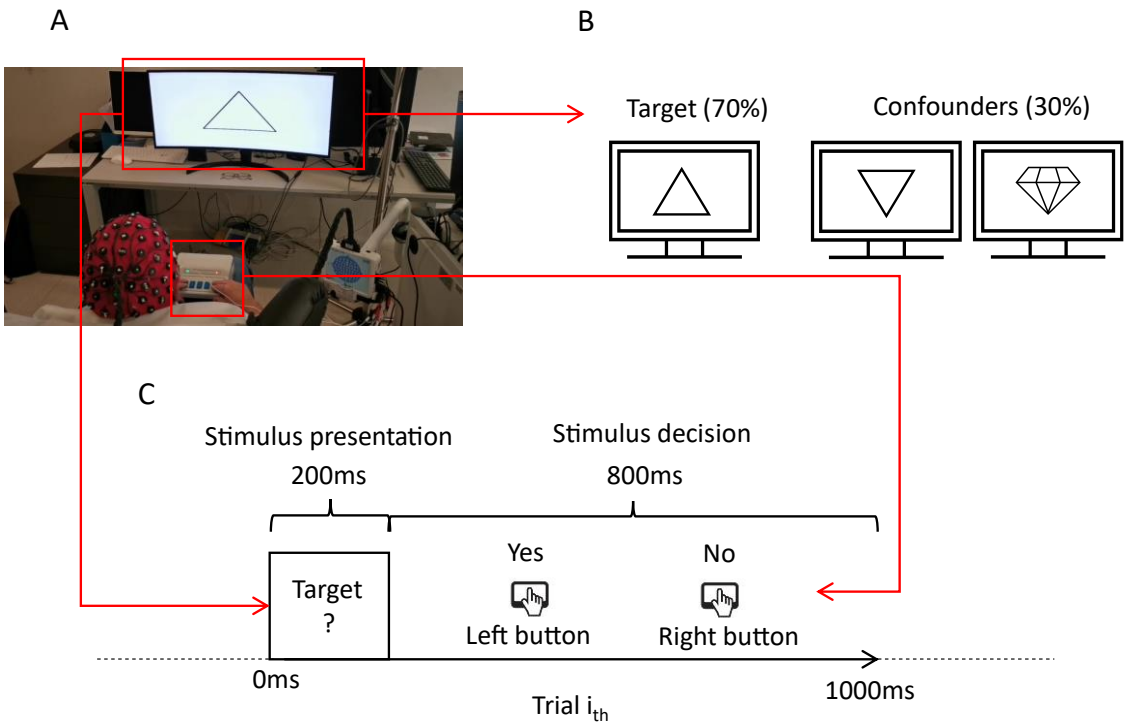 A
B
Target (70%)
Confounders (30%)
C
Stimulus presentation
200ms
Stimulus decision
800ms
Target
?
Yes
Left button
No
Right button
0ms
1000ms
Trial i_th